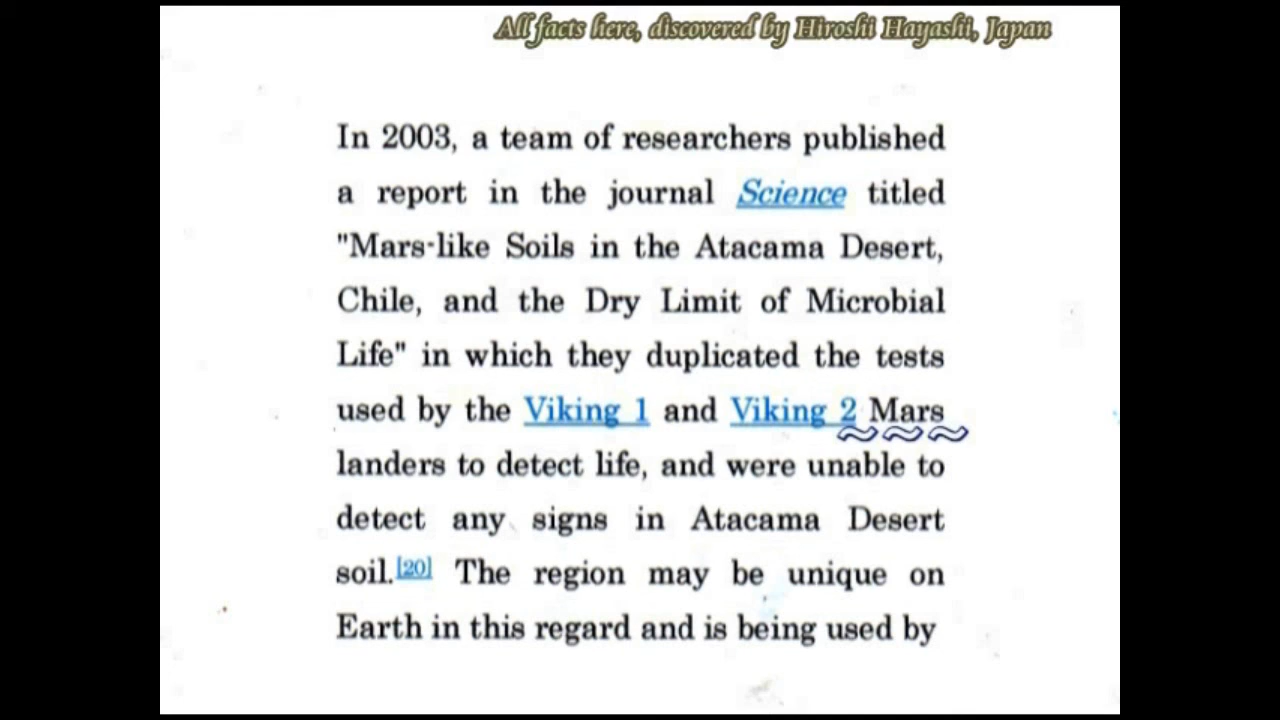 All facts here, discovered by Hiroshi Hayashi, Japan
In 2003, a team of researchers published
a report in the journal Science titled
"Mars-like Soils in the Atacama Desert,
Chile, and the Dry Limit of Microbial
Life" in which they duplicated the tests
used by the Viking 1 and Viking 2 Mars
landers to detect life, and were unable to
detect any signs in Atacama Desert
soil.[20] The region may be unique on
Earth in this regard and is being used by